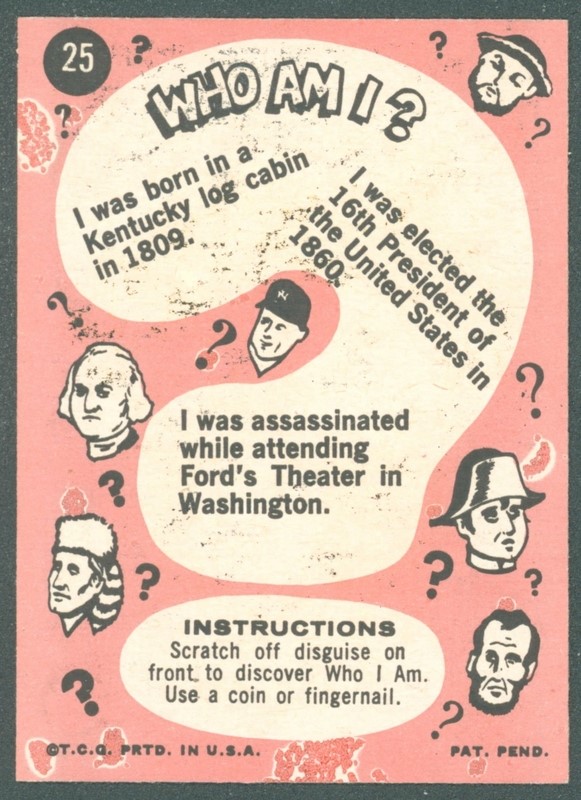 25
WHO AM I?
I was born in a
Kentucky log cabin
in 1809.
I was elected the
16th President of
the United States in
1860.
NY
I was assassinated
while attending
Ford's Theater in
Washington.
INSTRUCTIONS
Scratch off disguise on
front to discover Who I Am.
Use a coin or fingernail.
©T.C.G. PRTD. IN U.S.A.
PAT. PEND.